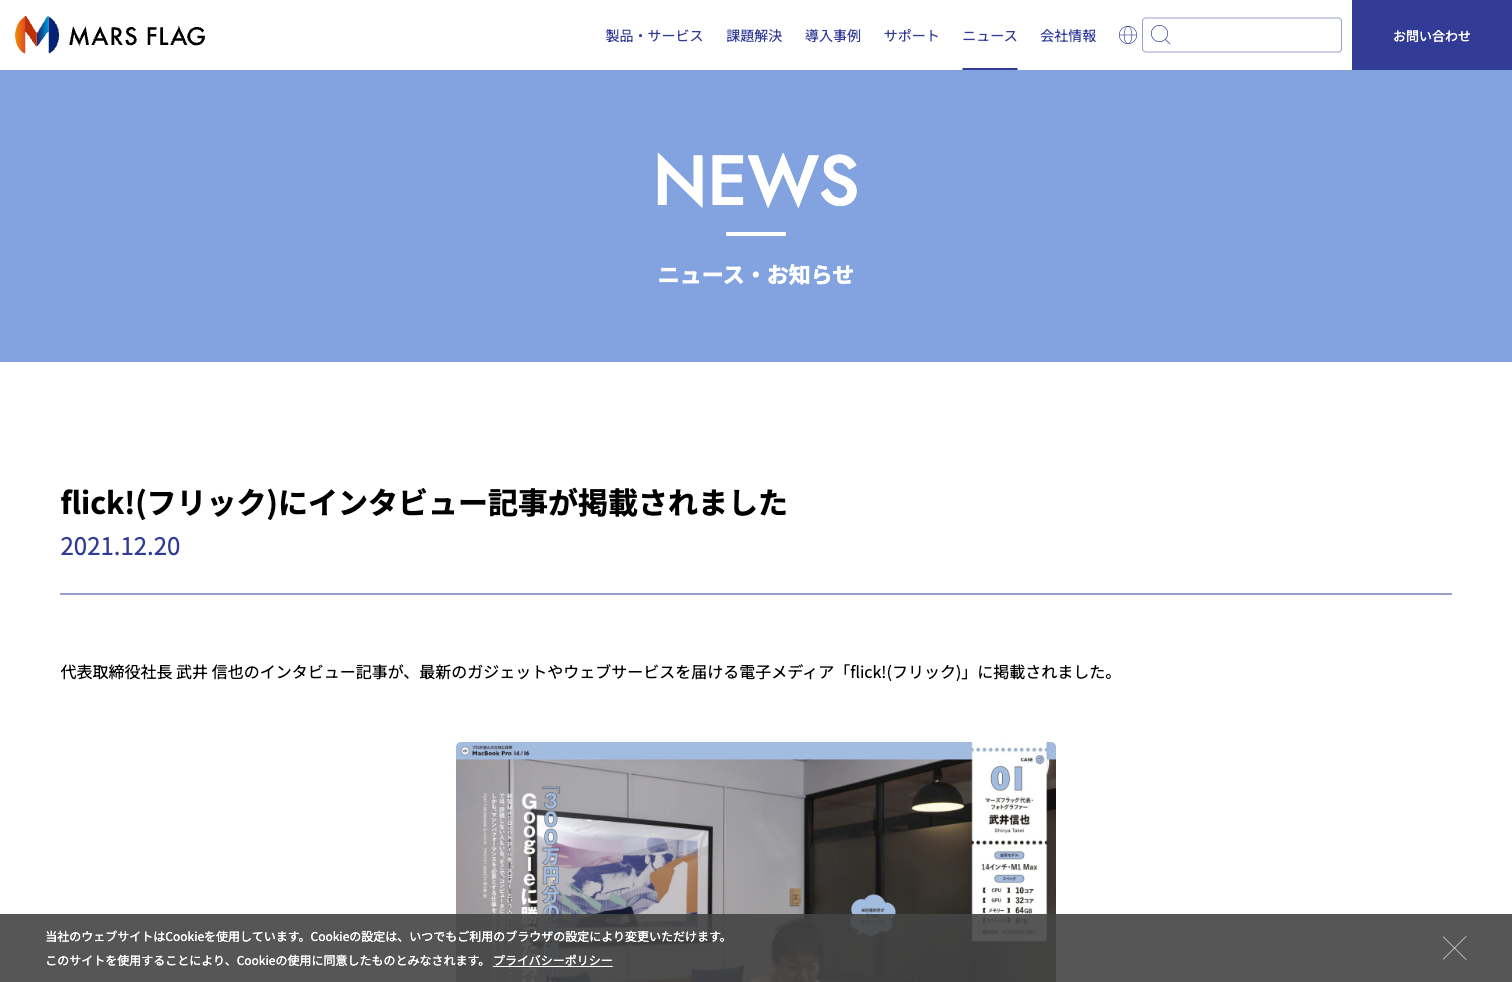 MARS FLAG
製品・サービス 課題解決 導入事例 サポート ニュース 会社情報
お問い合わせ
NEWS
ニュース・お知らせ
flick!(フリック)にインタビュー記事が掲載されました
2021.12.20
代表取締役社長 武井 信也のインタビュー記事が、最新のガジェットやウェブサービスを届ける電子メディア「flick!(フリック)」に掲載されました。
MacBook Pro 14/16
CASE
01
マーズフラッグ代表・
フォトグラファー
武井信也
Shinya Takei
14インチ・M1 Max
スペック
【 CPU 】 10コア
【 GPU 】 32コア
【 メモリー 】 64GB
「300万円分の
Googleに勝
当社のウェブサイトはCookieを使用しています。Cookieの設定は、いつでもご利用のブラウザの設定により変更いただけます。
このサイトを使用することにより、Cookieの使用に同意したものとみなされます。 プライバシーポリシー